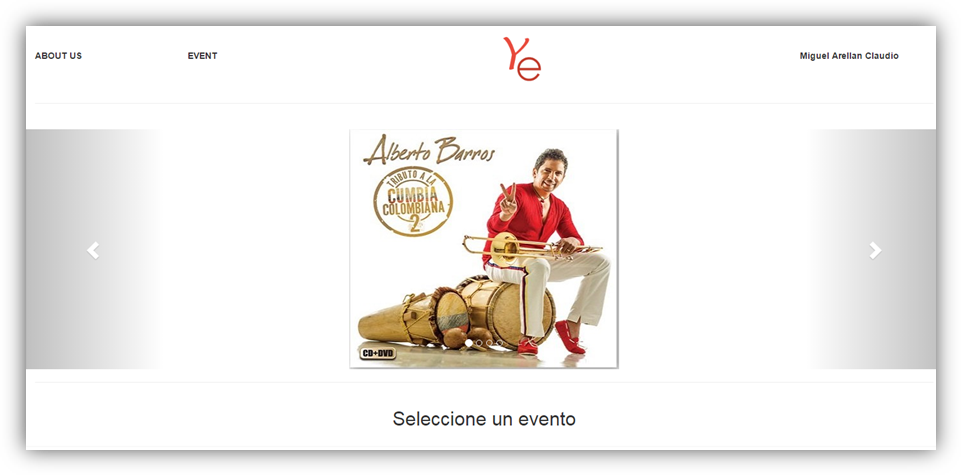 ABOUT US
EVENT
Ye
Miguel Arellan Claudio
Alberto Barros
TRIBUTO A LA
CUMBIA
COLOMBIANA
2
CD+DVD
Seleccione un evento